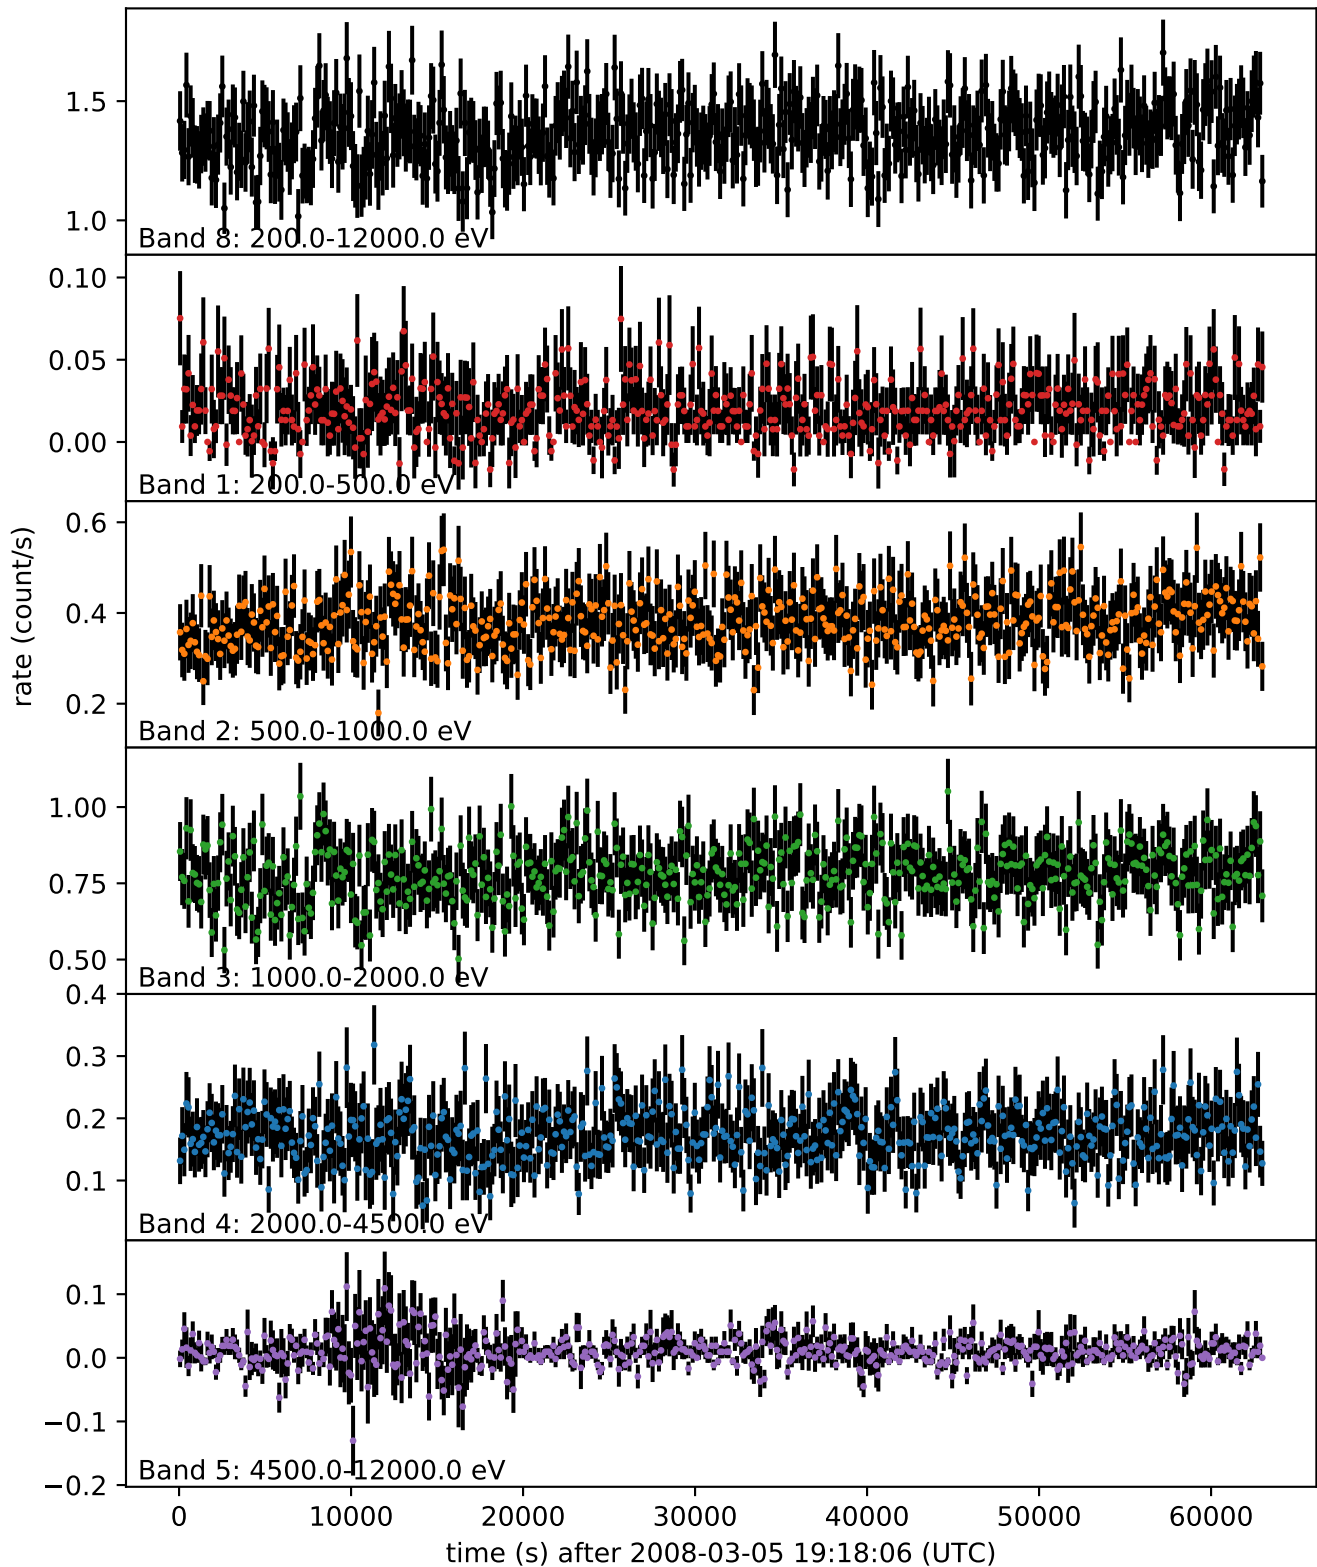 1.5
1.0
Band 8: 200.0-12000.0 eV
0.10
0.05
0.00
Band 1: 200.0-500.0 eV
0.6
0.4
0.2
Band 2: 500.0-1000.0 eV
rate (count/s)
1.00
0.75
0.50
Band 3: 1000.0-2000.0 eV
0.4
0.3
0.2
0.1
Band 4: 2000.0-4500.0 eV
0.1
0.0
−0.1
−0.2
Band 5: 4500.0-12000.0 eV
0 10000 20000 30000 40000 50000 60000
time (s) after 2008-03-05 19:18:06 (UTC)